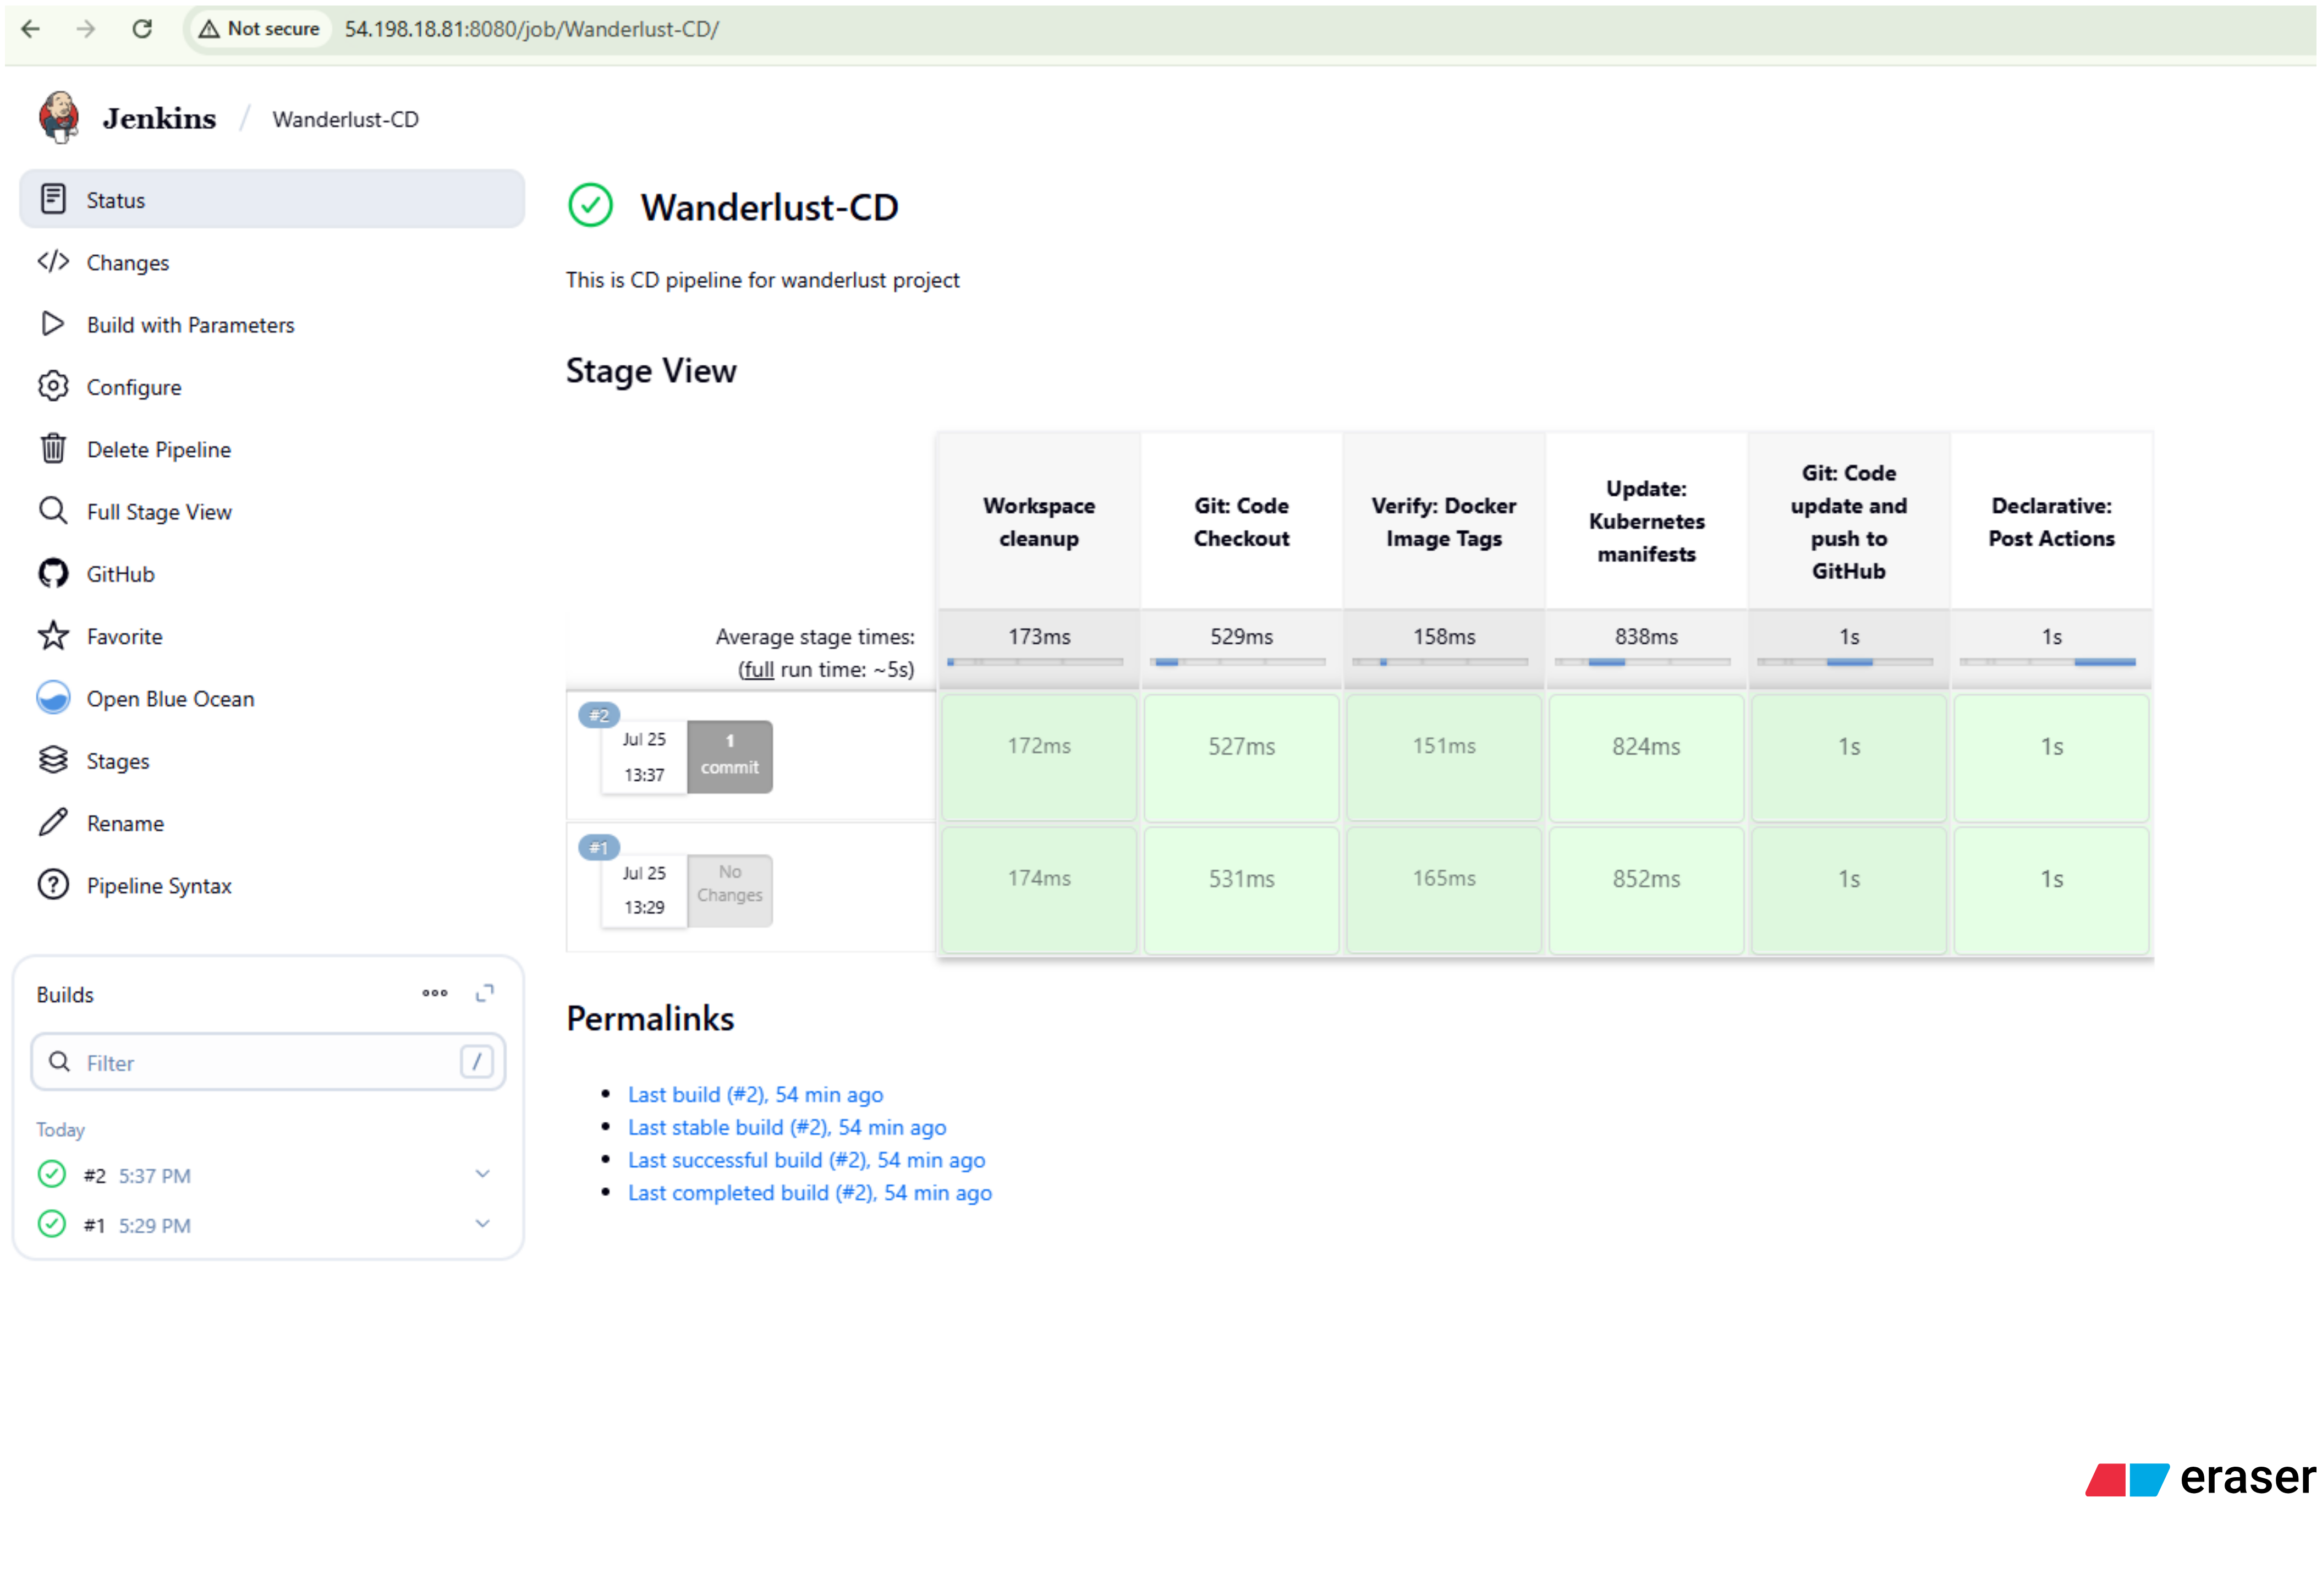 Not secure 54.198.18.81:8080/job/Wanderlust-CD/
Jenkins / Wanderlust-CD
Status
Changes
Build with Parameters
Configure
Delete Pipeline
Full Stage View
GitHub
Favorite
Open Blue Ocean
Stages
Rename
Pipeline Syntax
Builds
Filter /
Today
#2 5:37 PM
#1 5:29 PM
Wanderlust-CD
This is CD pipeline for wanderlust project
Stage View
Workspace
cleanup
Git: Code
Checkout
Verify: Docker
Image Tags
Update:
Kubernetes
manifests
Git: Code
update and
push to
GitHub
Declarative:
Post Actions
Average stage times:
(full run time: ~5s)
173ms 529ms 158ms 838ms 1s 1s
#2
Jul 25
13:37
1
commit
172ms 527ms 151ms 824ms 1s 1s
#1
Jul 25
13:29
No
Changes
174ms 531ms 165ms 852ms 1s 1s
Permalinks
Last build (#2), 54 min ago
Last stable build (#2), 54 min ago
Last successful build (#2), 54 min ago
Last completed build (#2), 54 min ago
eraser